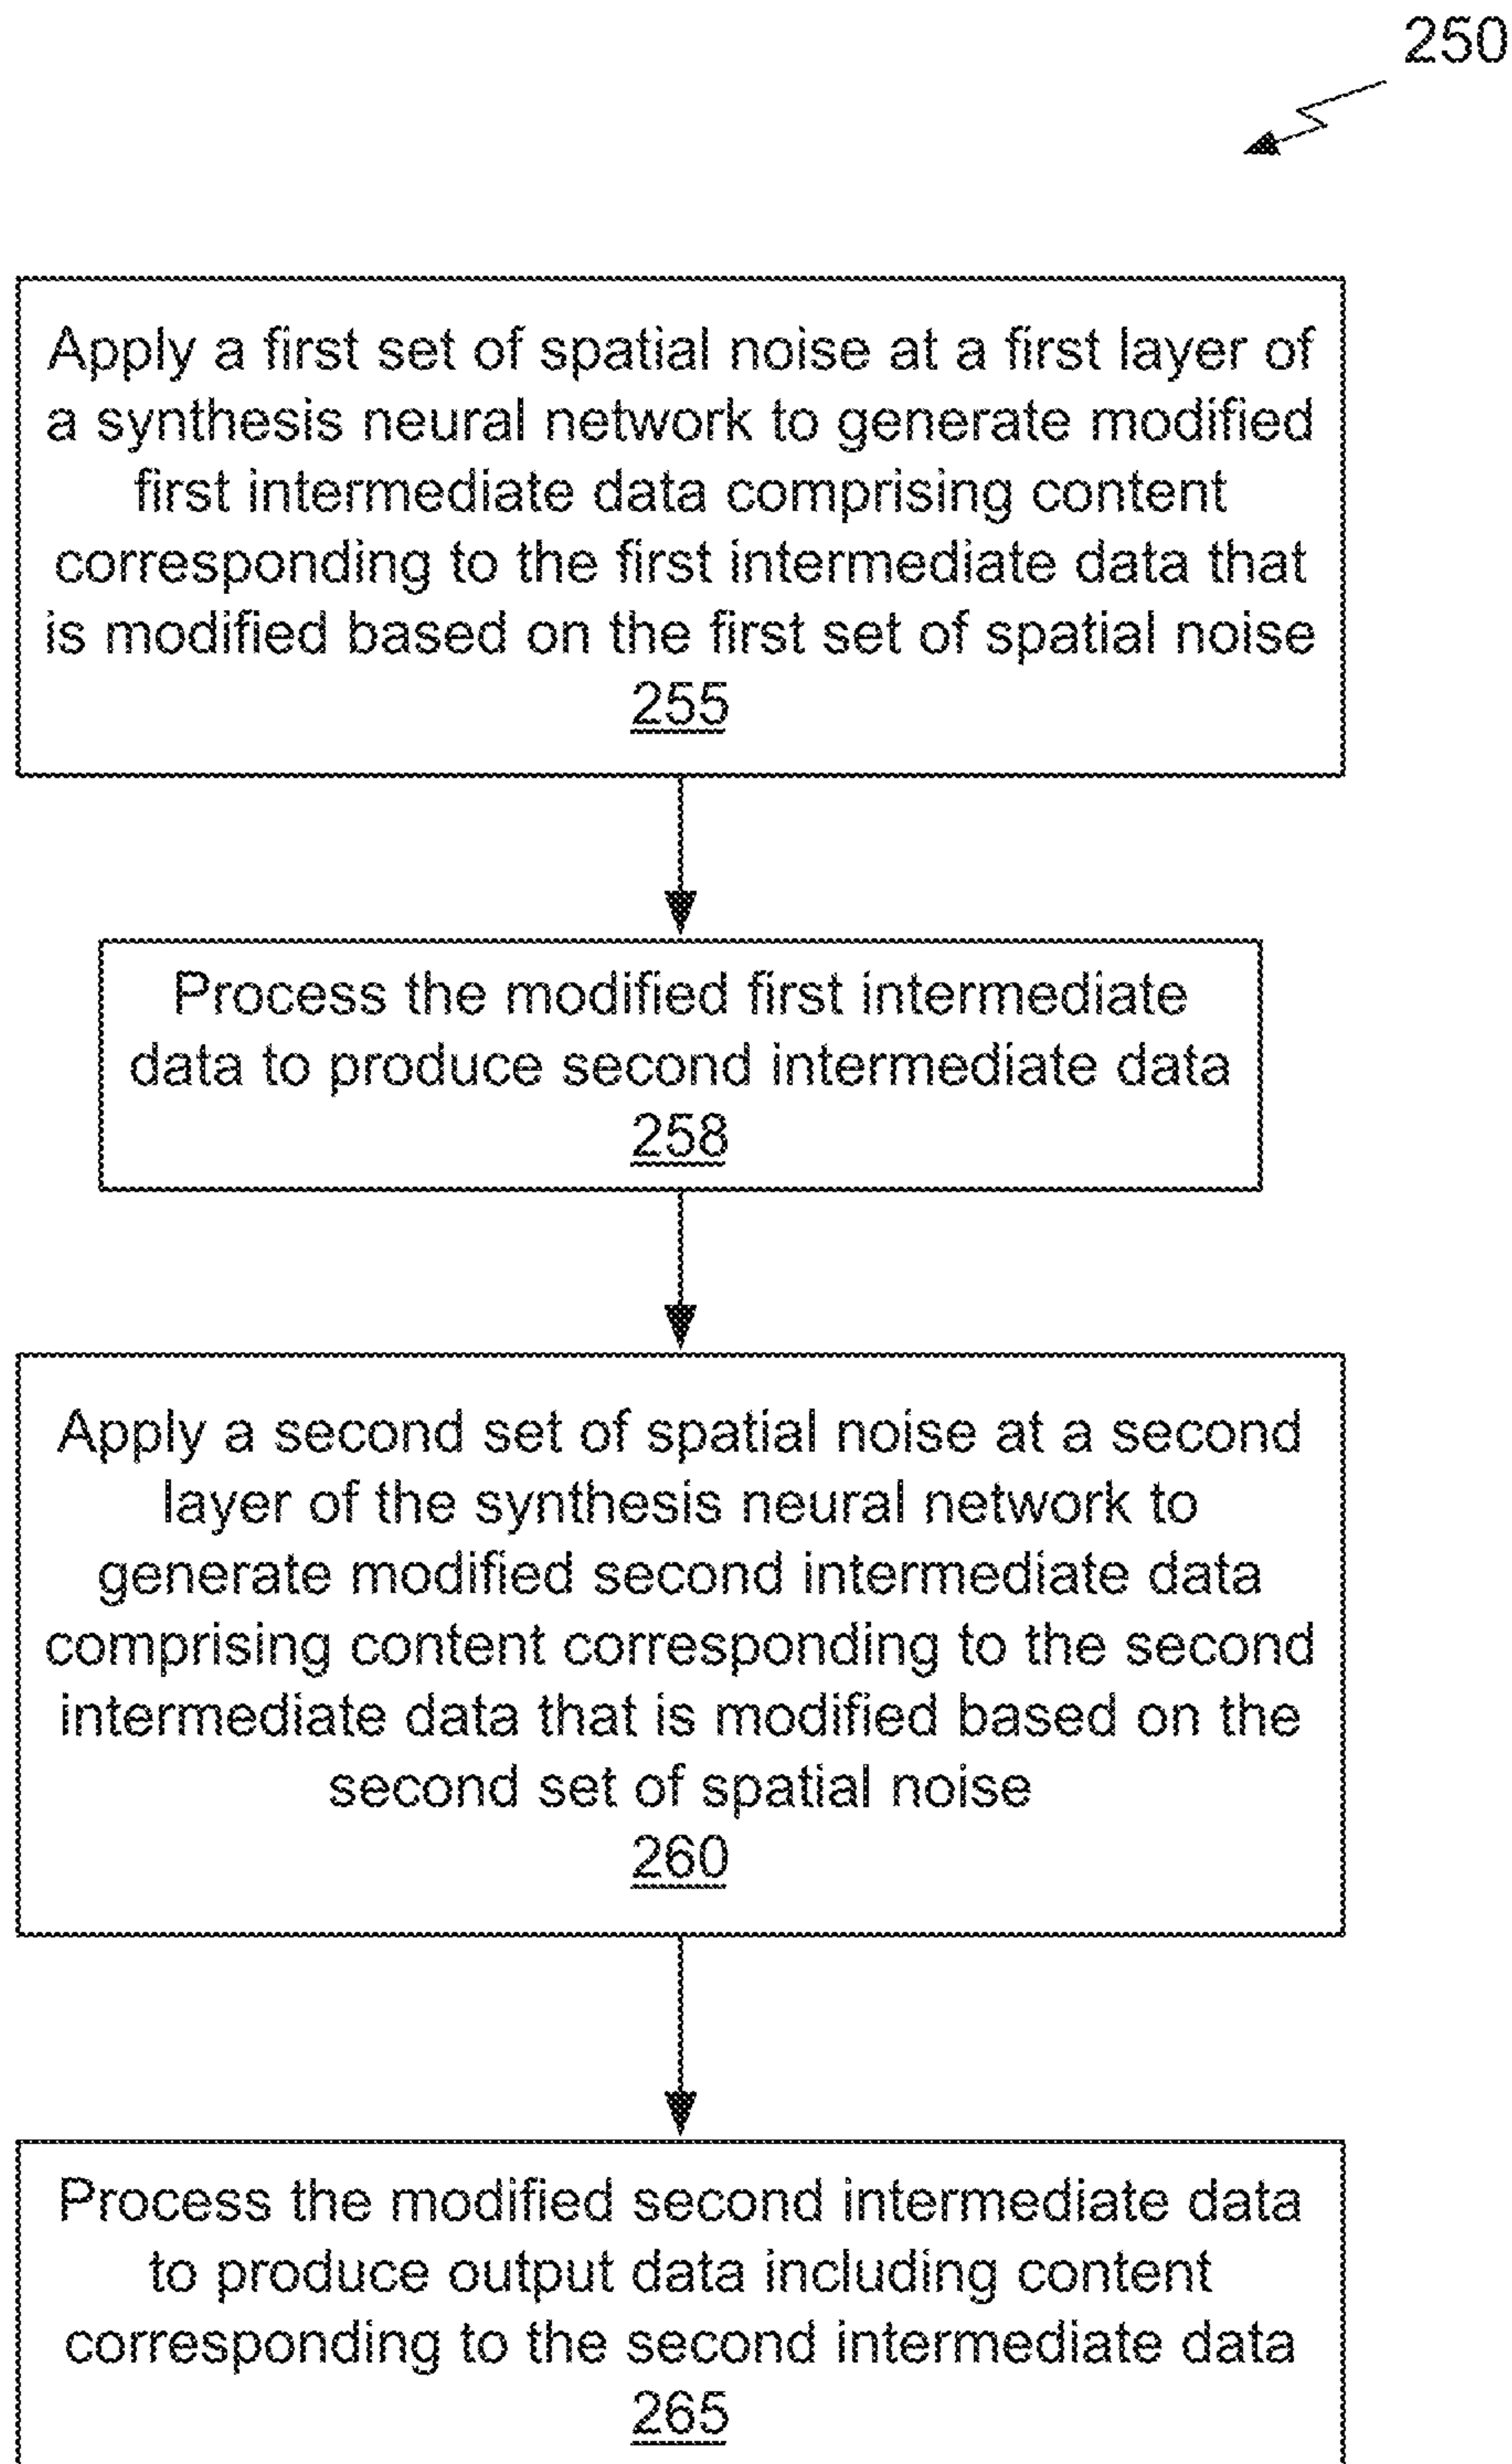 250
Apply a first set of spatial noise at a first layer of
a synthesis neural network to generate modified
first intermediate data comprising content
corresponding to the first intermediate data that
is modified based on the first set of spatial noise
255
Process the modified first intermediate
data to produce second intermediate data
258
Apply a second set of spatial noise at a second
layer of the synthesis neural network to
generate modified second intermediate data
comprising content corresponding to the second
intermediate data that is modified based on the
second set of spatial noise
260
Process the modified second intermediate data
to produce output data including content
corresponding to the second intermediate data
265